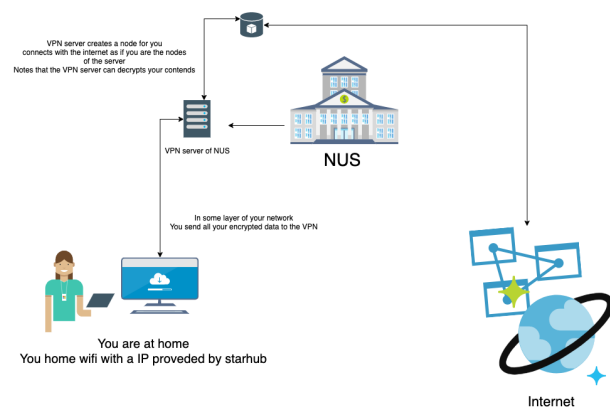 VPN server creates a node for you
connects with the internet as if you are the nodes
of the server
Notes that the VPN server can decrypts your contends
VPN server of NUS
NUS
In some layer of your network
You send all your encrypted data to the VPN
You are at home
You home wifi with a IP proveded by starhub
Internet